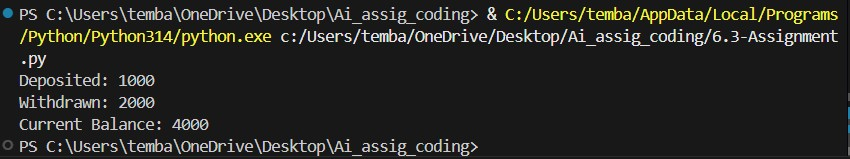 PS C:\Users\temba\OneDrive\Desktop\Ai_assig_coding> & C:/Users/temba/AppData/Local/Programs
/Python/Python314/python.exe c:/Users/temba/OneDrive/Desktop/Ai_assig_coding/6.3-Assignment
.py
Deposited: 1000
Withdrawn: 2000
Current Balance: 4000
PS C:\Users\temba\OneDrive\Desktop\Ai_assig_coding>